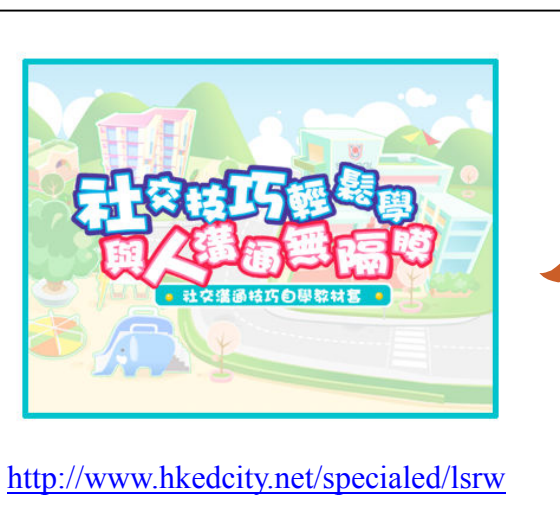 社交技巧輕鬆學
與人溝通無隔膜
• 社交溝通技巧自學教材套 •
http://www.hkedcity.net/specialed/lsrw